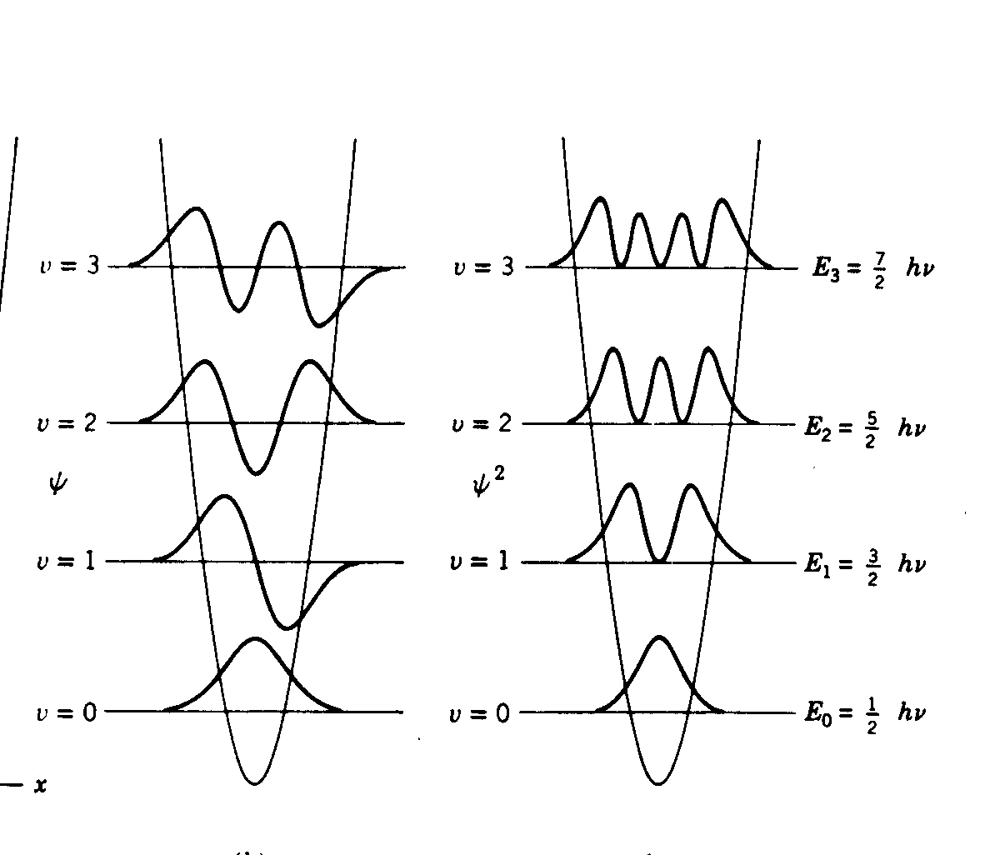 υ = 3
υ = 3
E₃ = 7/2 hν
υ = 2
υ = 2
E₂ = 5/2 hν
ψ
ψ²
υ = 1
υ = 1
E₁ = 3/2 hν
υ = 0
υ = 0
E₀ = 1/2 hν
x